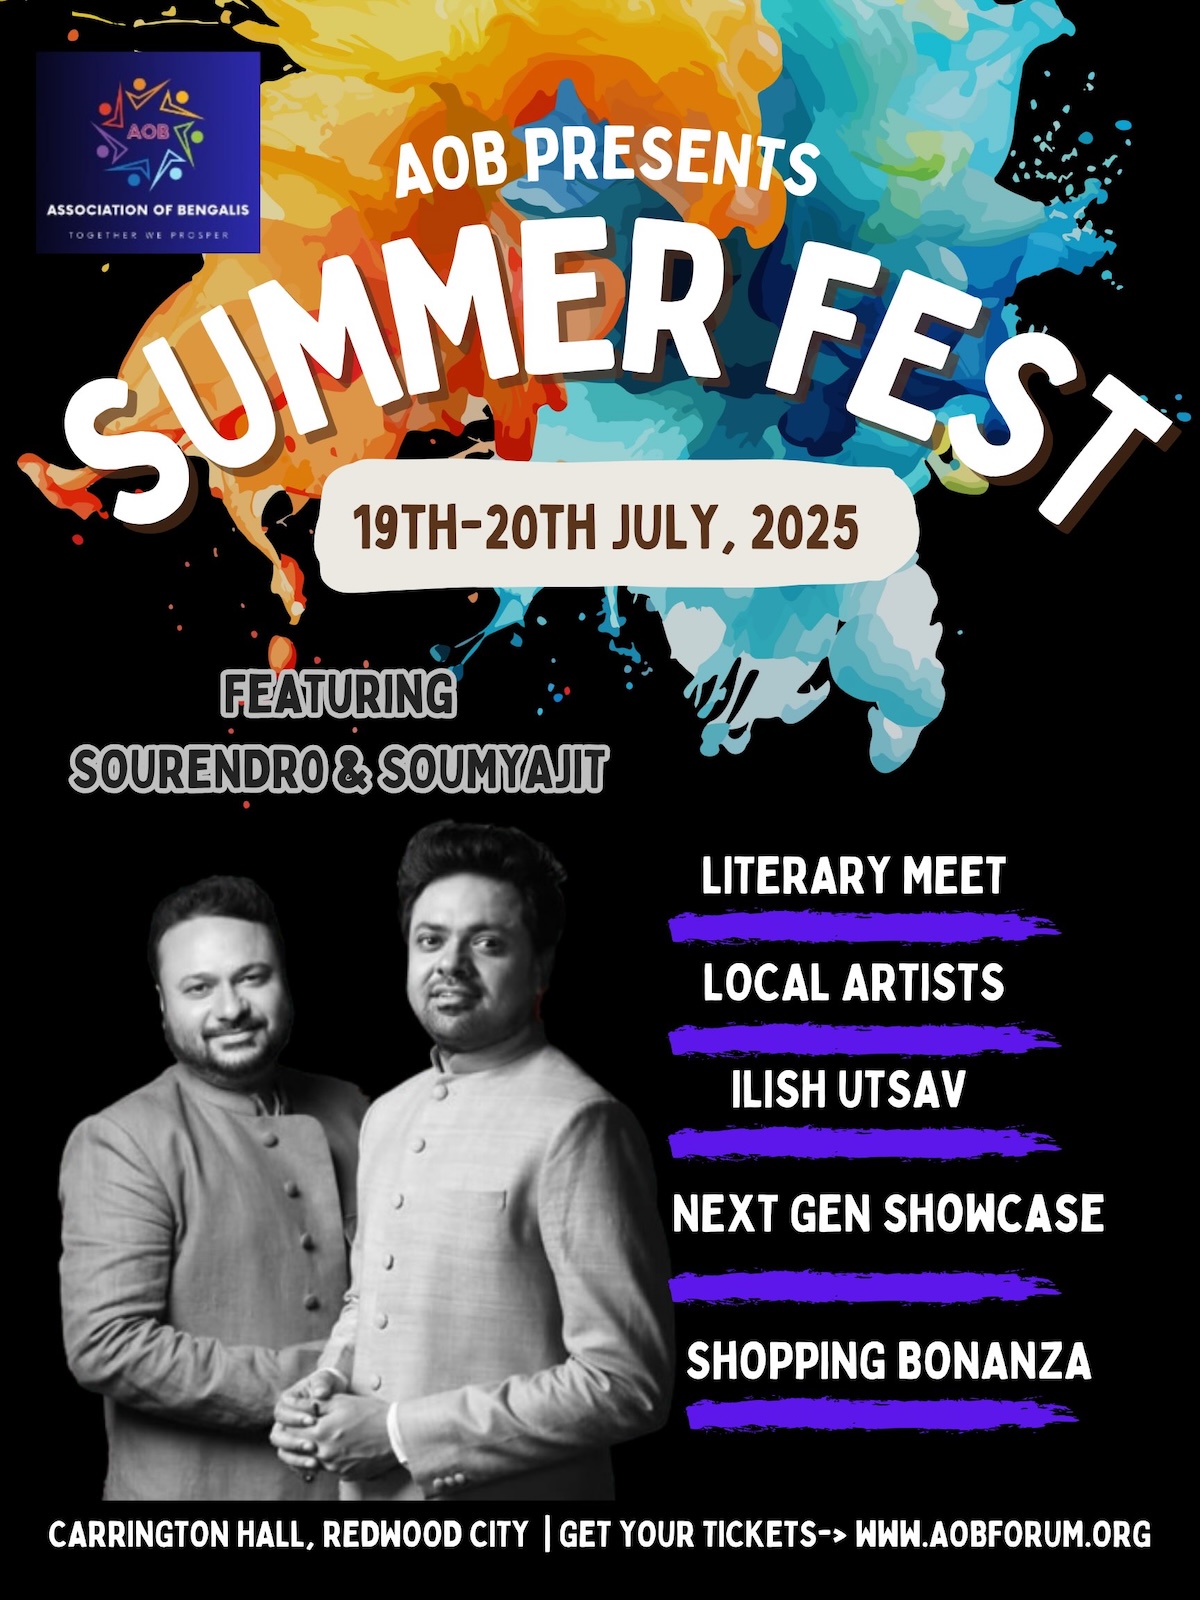 AOB
ASSOCIATION OF BENGALIS
TOGETHER WE PROSPER
AOB PRESENTS
SUMMER FEST
19TH-20TH JULY, 2025
FEATURING
SOURENDRO & SOUMYAJIT
LITERARY MEET
LOCAL ARTISTS
ILISH UTSAV
NEXT GEN SHOWCASE
SHOPPING BONANZA
CARRINGTON HALL, REDWOOD CITY | GET YOUR TICKETS-> WWW.AOBFORUM.ORG